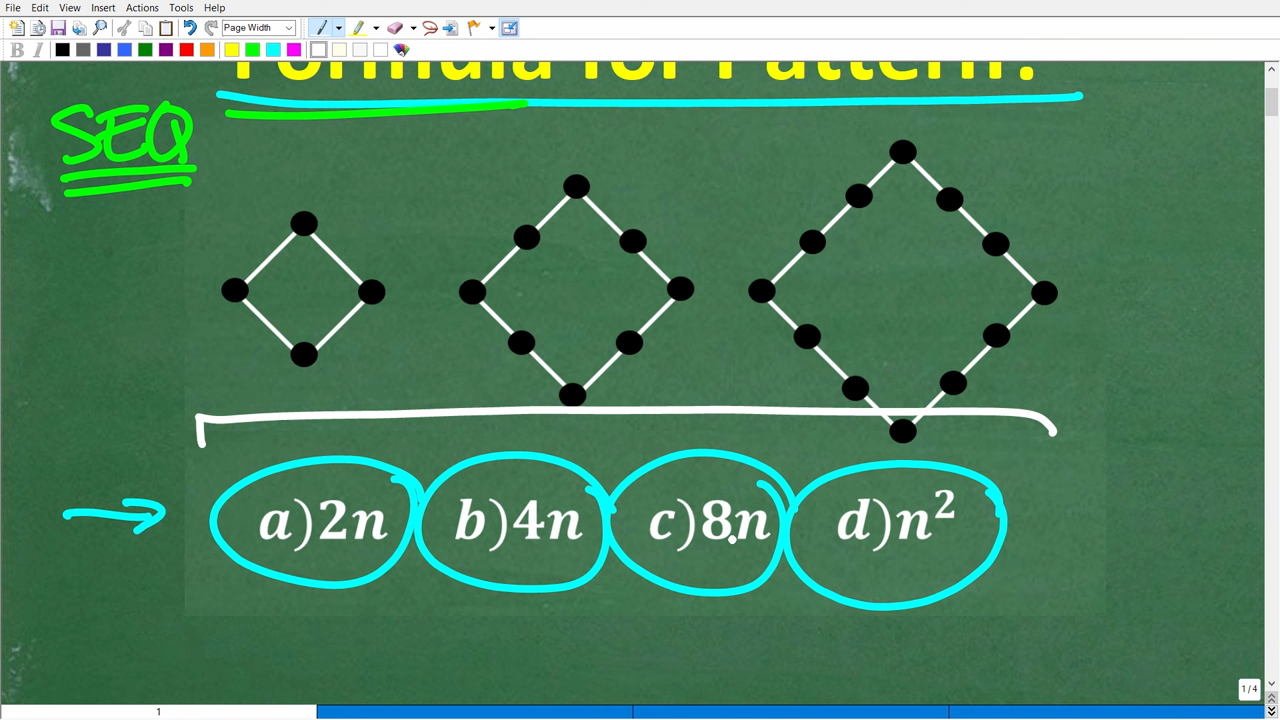 File Edit View Insert Actions Tools Help
Page Width
B I
Formula for Pattern?
SEQ
a)2n b)4n c)8n d)n²
1/4
1